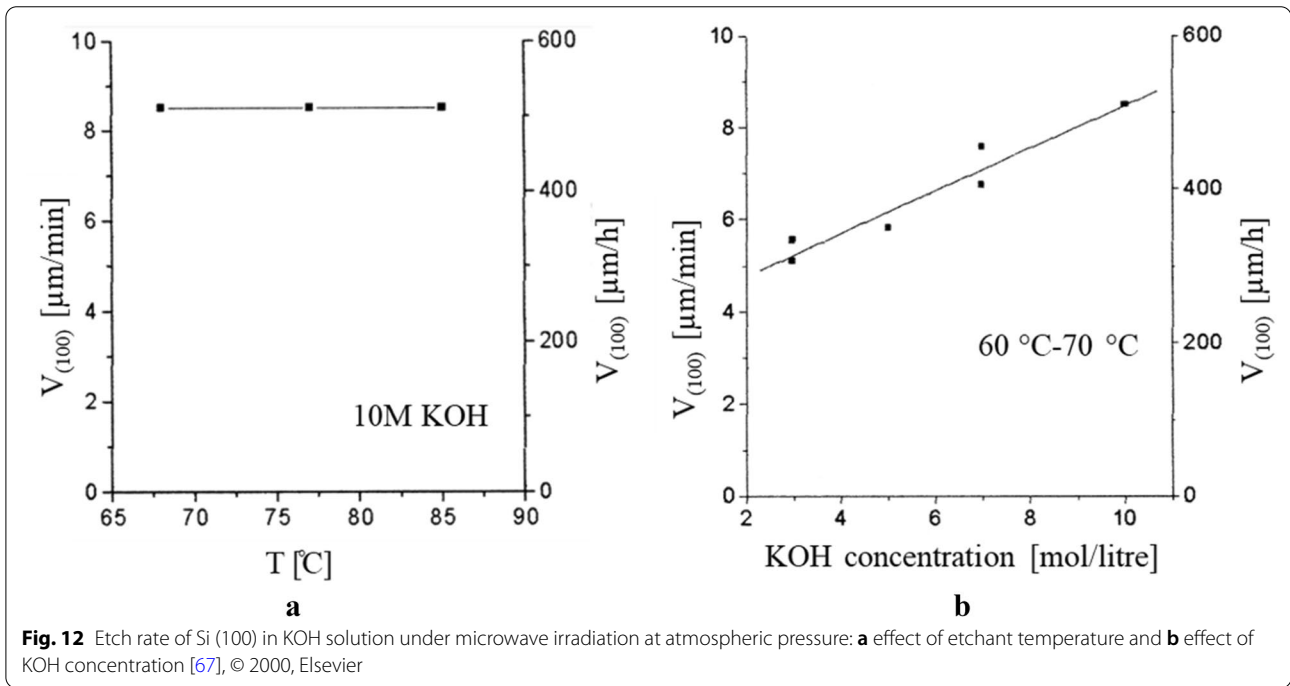 10
8
6
4
2
0
V(100) [µm/min]
600
400
200
0
V(100) [µm/h]
10M KOH
65 70 75 80 85 90
T [℃]
a
10
8
6
4
2
0
V(100) [µm/min]
600
400
200
0
V(100) [µm/h]
60 °C-70 °C
2 4 6 8 10
KOH concentration [mol/litre]
b
Fig. 12 Etch rate of Si (100) in KOH solution under microwave irradiation at atmospheric pressure: a effect of etchant temperature and b effect of
KOH concentration [67], © 2000, Elsevier